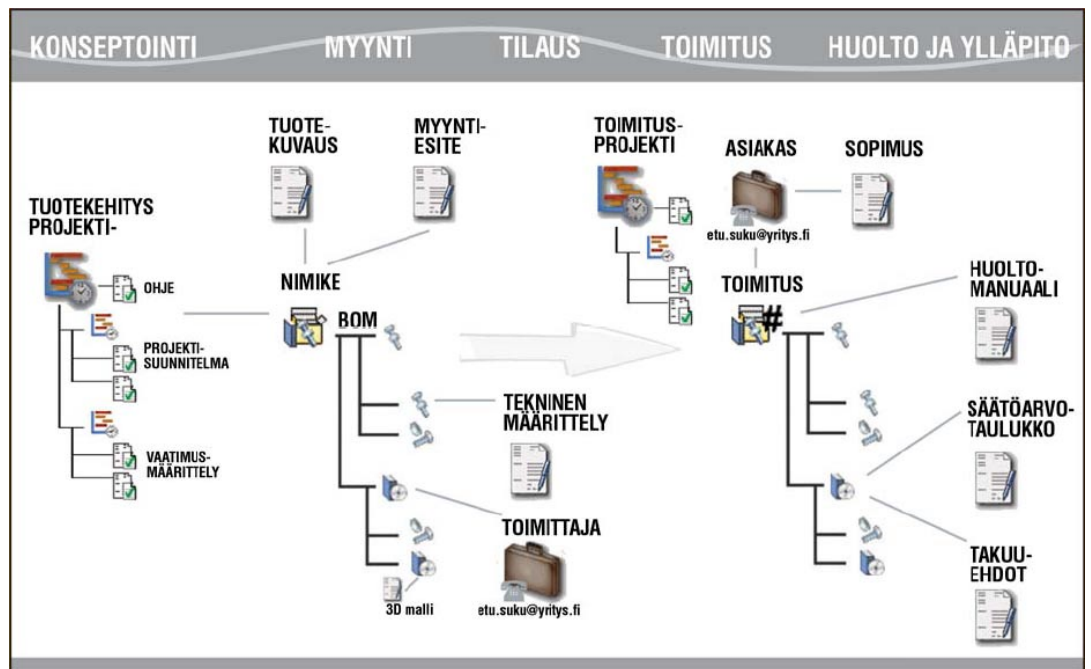 KONSEPTOINTI
MYYNTI
TILAUS
TOIMITUS
HUOLTO JA YLLÄPITO
TUOTEKEHITYS
PROJEKTI-
OHJE
PROJEKTI-
SUUNNITELMA
VAATIMUS-
MÄÄRITTELY
TUOTE-
KUVAUS
MYYNTI-
ESITE
NIMIKE
BOM
TEKNINEN
MÄÄRITTELY
TOIMITTAJA
etu.suku@yritys.fi
3D malli
TOIMITUS-
PROJEKTI
ASIAKAS
etu.suku@yritys.fi
SOPIMUS
TOIMITUS
#
HUOLTO-
MANUAALI
SÄÄTÖARVO-
TAULUKKO
TAKUU-
EHDOT